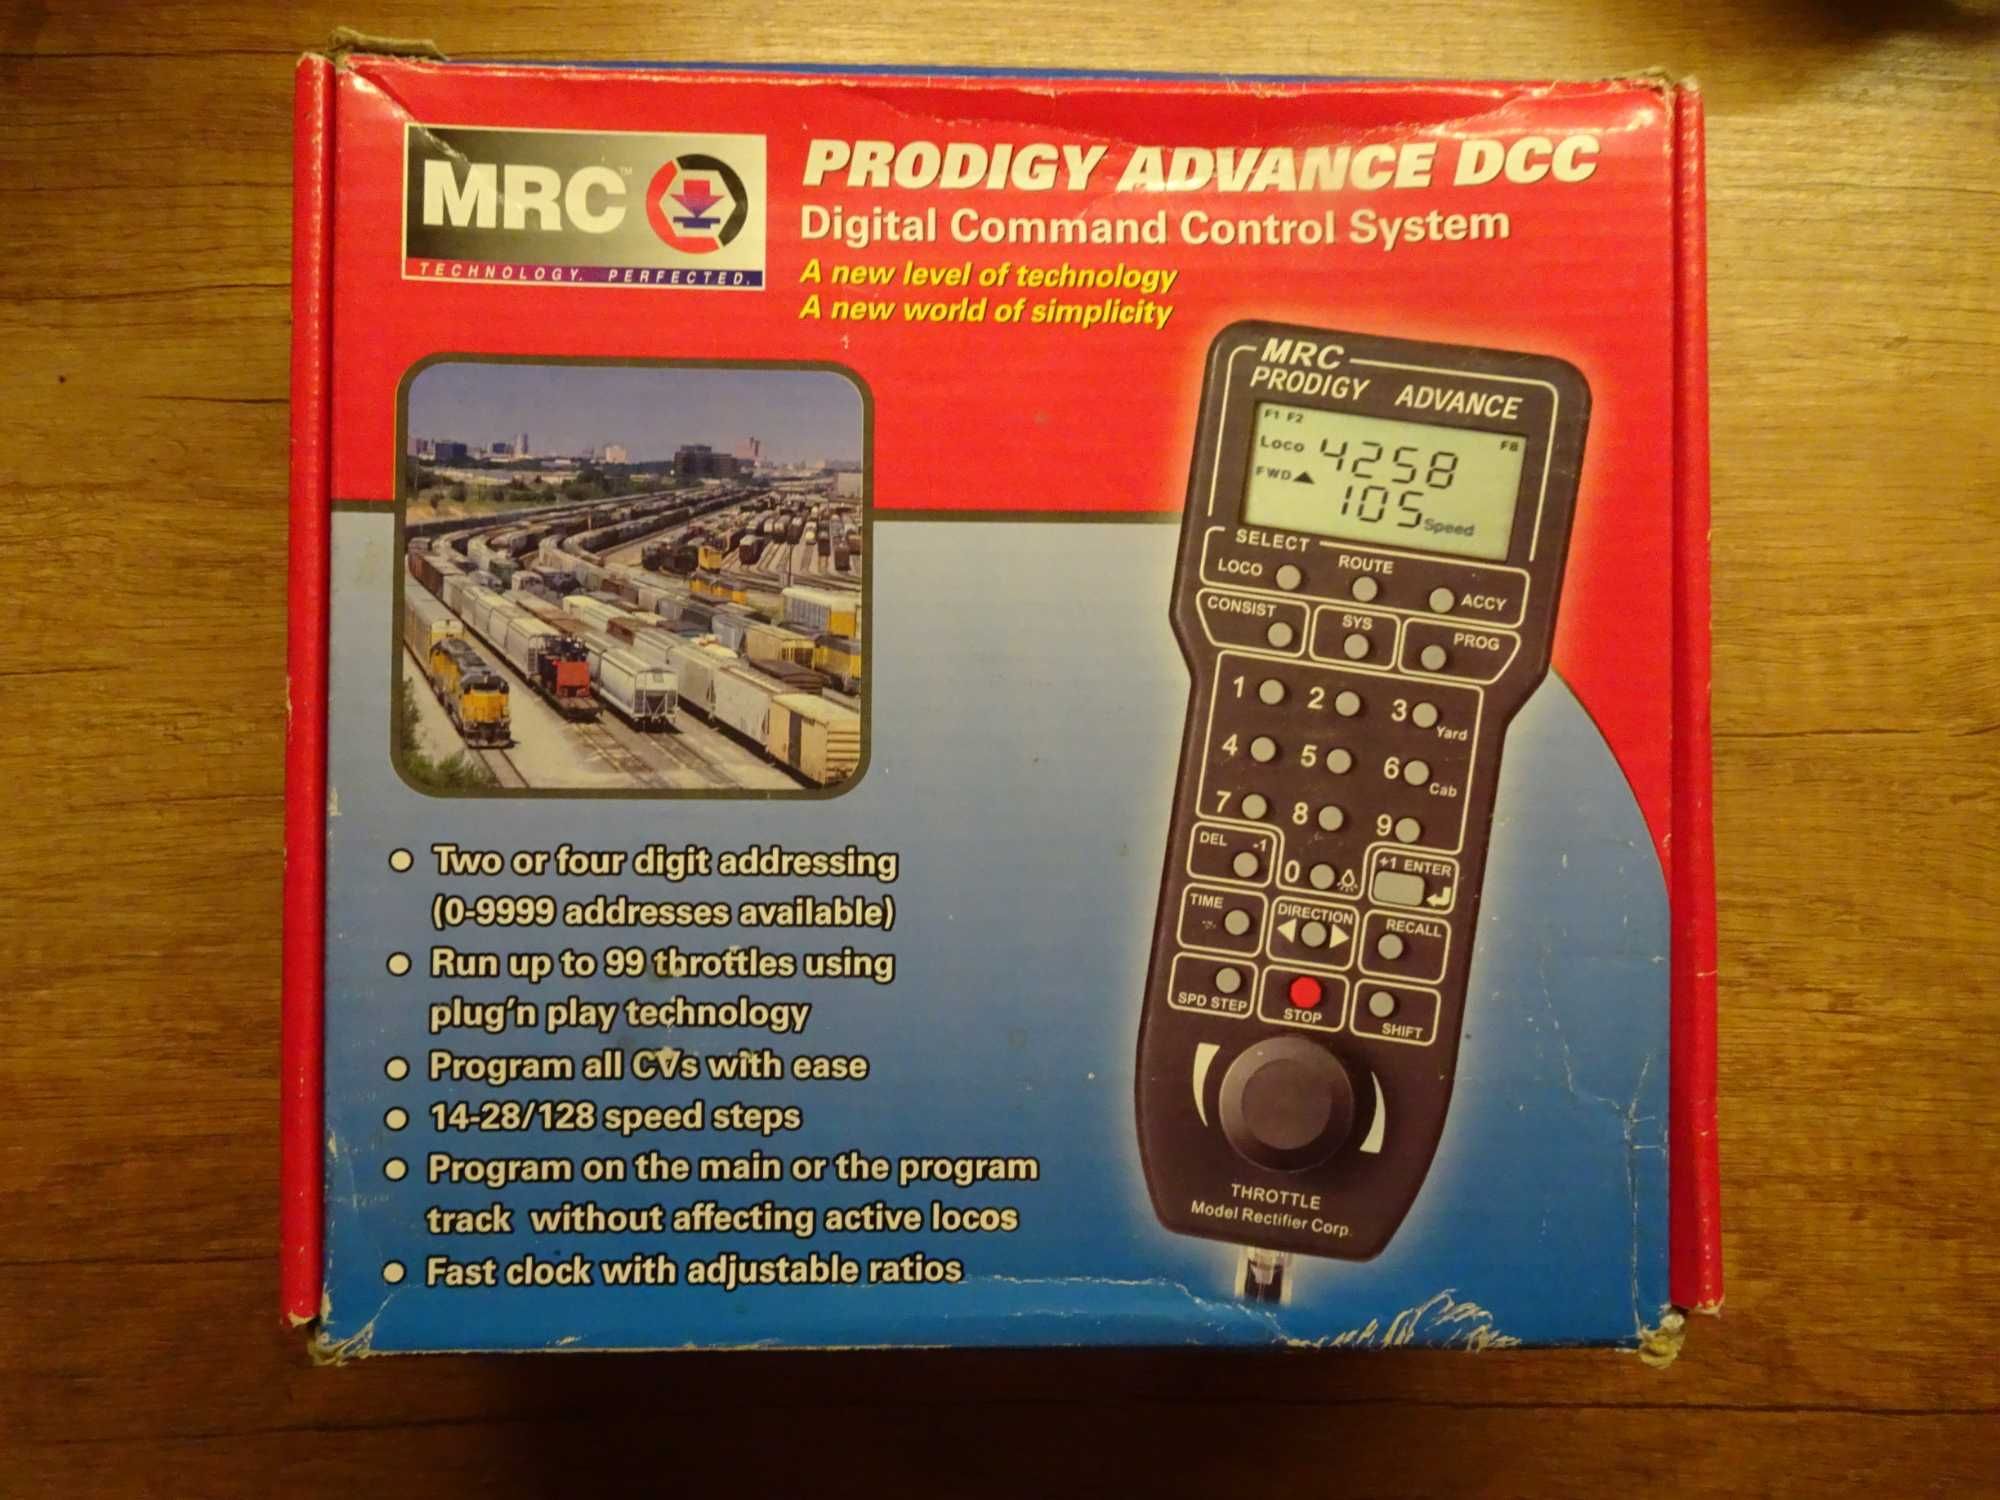 MRC™
TECHNOLOGY. PERFECTED.
PRODIGY ADVANCE DCC
Digital Command Control System
A new level of technology
A new world of simplicity
MRC
PRODIGY ADVANCE
F1 F2 F8
Loco 4258
FWD
105 Speed
SELECT
LOCO ROUTE ACCY
CONSIST SYS PROG
1 2 3 Yard
4 5 6 Cab
7 8 9
DEL -1 0 +1 ENTER
TIME DIRECTION RECALL
SPD STEP STOP SHIFT
THROTTLE
Model Rectifier Corp.
Two or four digit addressing
(0-9999 addresses available)
Run up to 99 throttles using
plug'n play technology
Program all CVs with ease
14-28/128 speed steps
Program on the main or the program
track without affecting active locos
Fast clock with adjustable ratios